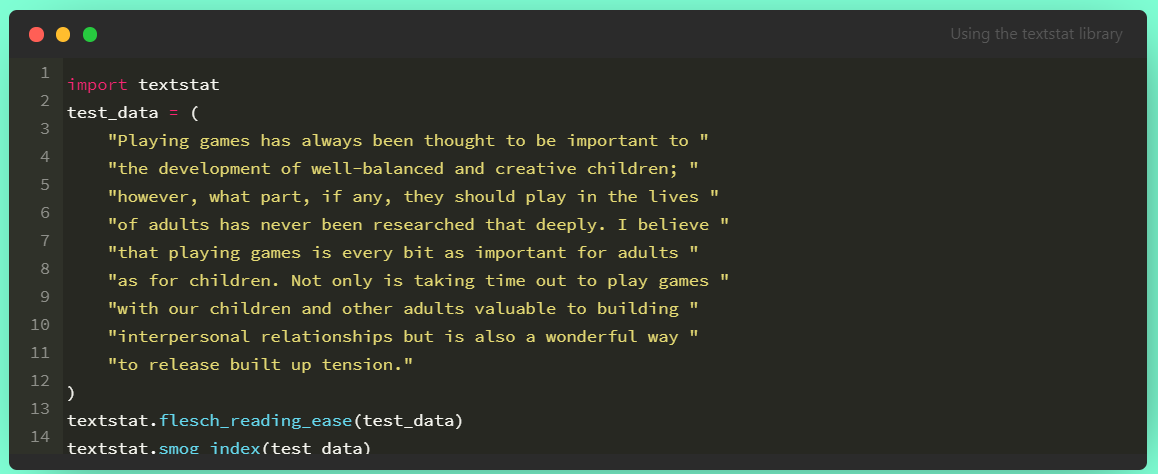 Using the textstat library
1 import textstat
2 test_data = (
3     "Playing games has always been thought to be important to "
4     "the development of well-balanced and creative children; "
5     "however, what part, if any, they should play in the lives "
6     "of adults has never been researched that deeply. I believe "
7     "that playing games is every bit as important for adults "
8     "as for children. Not only is taking time out to play games "
9     "with our children and other adults valuable to building "
10     "interpersonal relationships but is also a wonderful way "
11     "to release built up tension."
12 )
13 textstat.flesch_reading_ease(test_data)
14 textstat.smog_index(test_data)